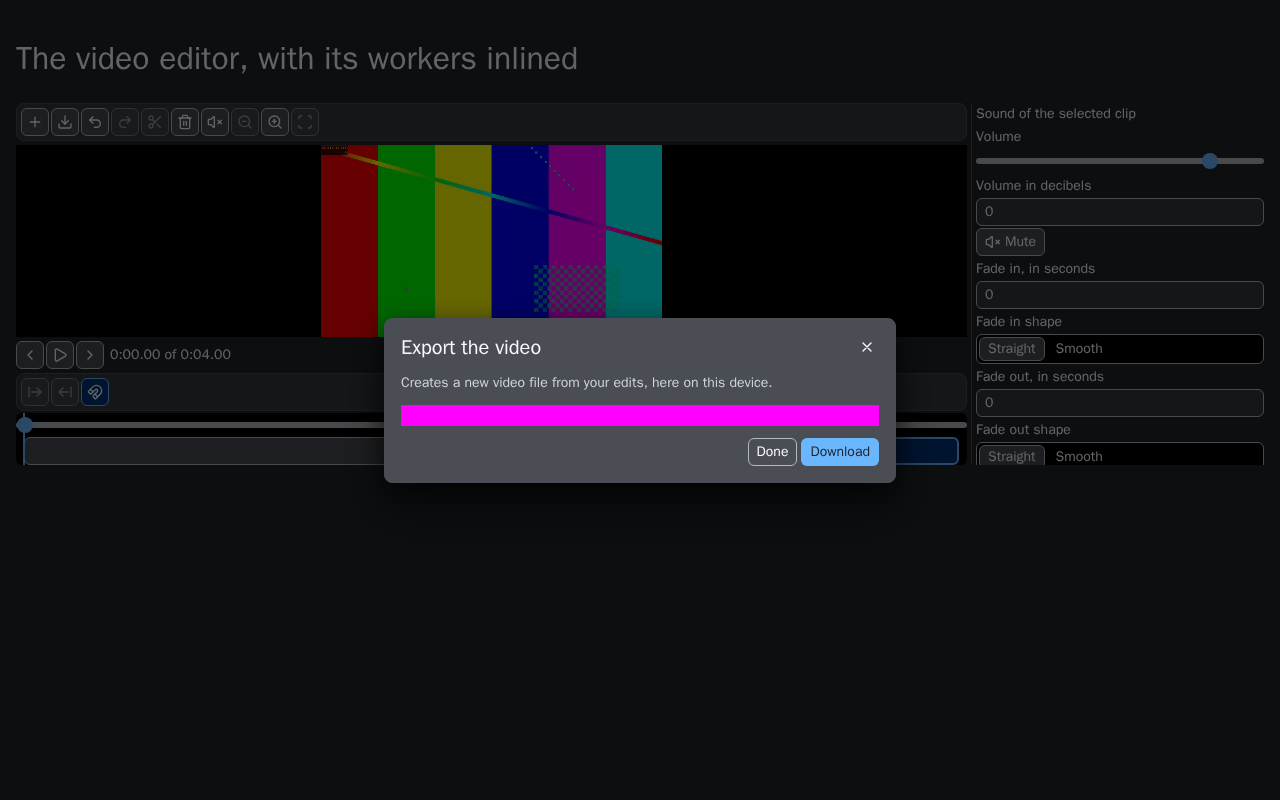 The video editor, with its workers inlined
Sound of the selected clip
Volume
Volume in decibels
0
Mute
Fade in, in seconds
0
Fade in shape
Straight Smooth
Fade out, in seconds
0
Fade out shape
Straight Smooth
0:00.00 of 0:04.00
Export the video
Creates a new video file from your edits, here on this device.
Done Download